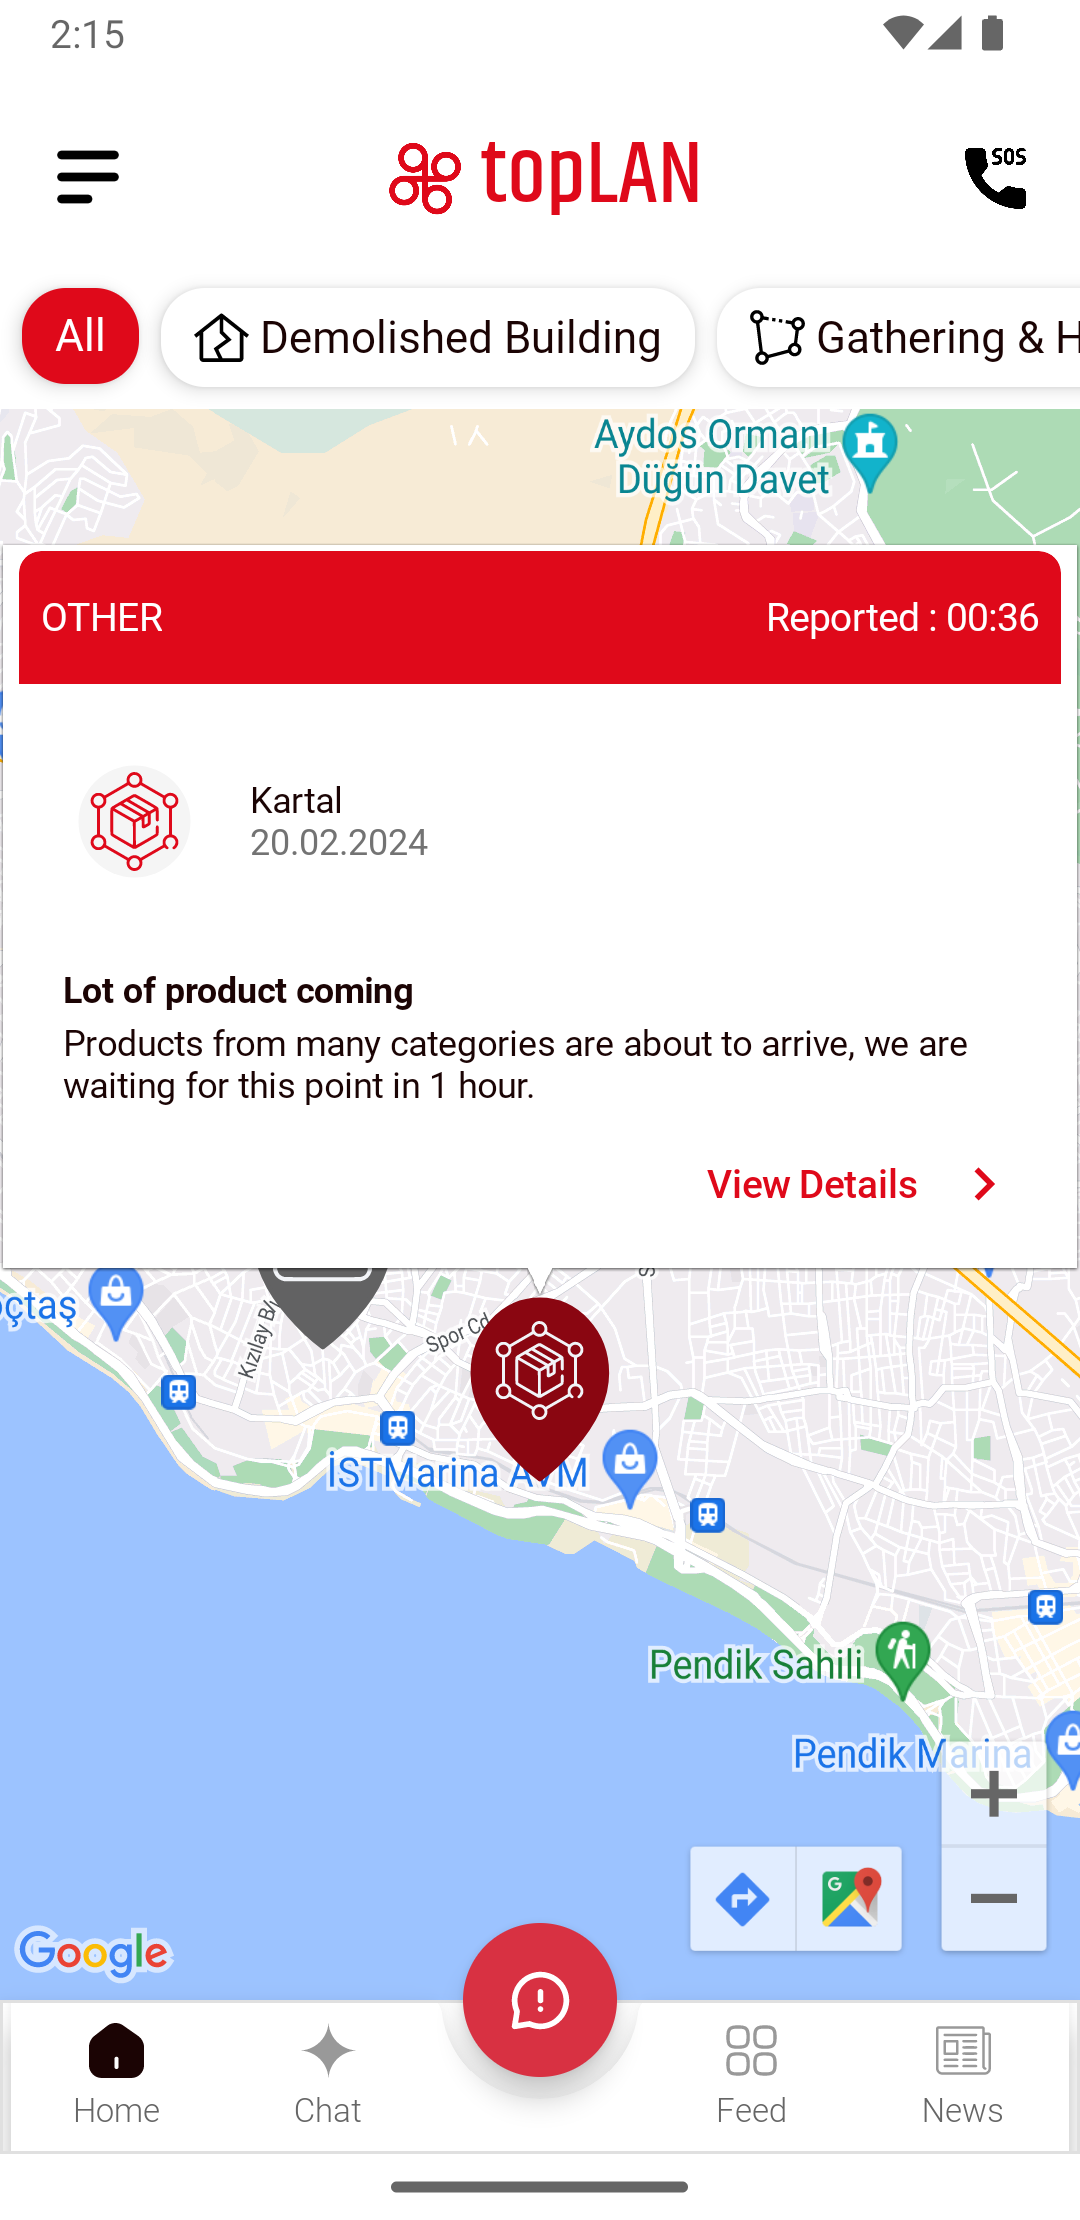 2:15
topLAN
SOS
All
Demolished Building
Gathering & H
Aydos Ormanı
Düğün Davet
OTHER
Reported : 00:36
Kartal
20.02.2024
Lot of product coming
Products from many categories are about to arrive, we are
waiting for this point in 1 hour.
View Details
oçtaş
Kızılay Bl
Spor Cd
İSTMarina AVM
Pendik Sahili
Pendik Marina
Google
Home
Chat
Feed
News